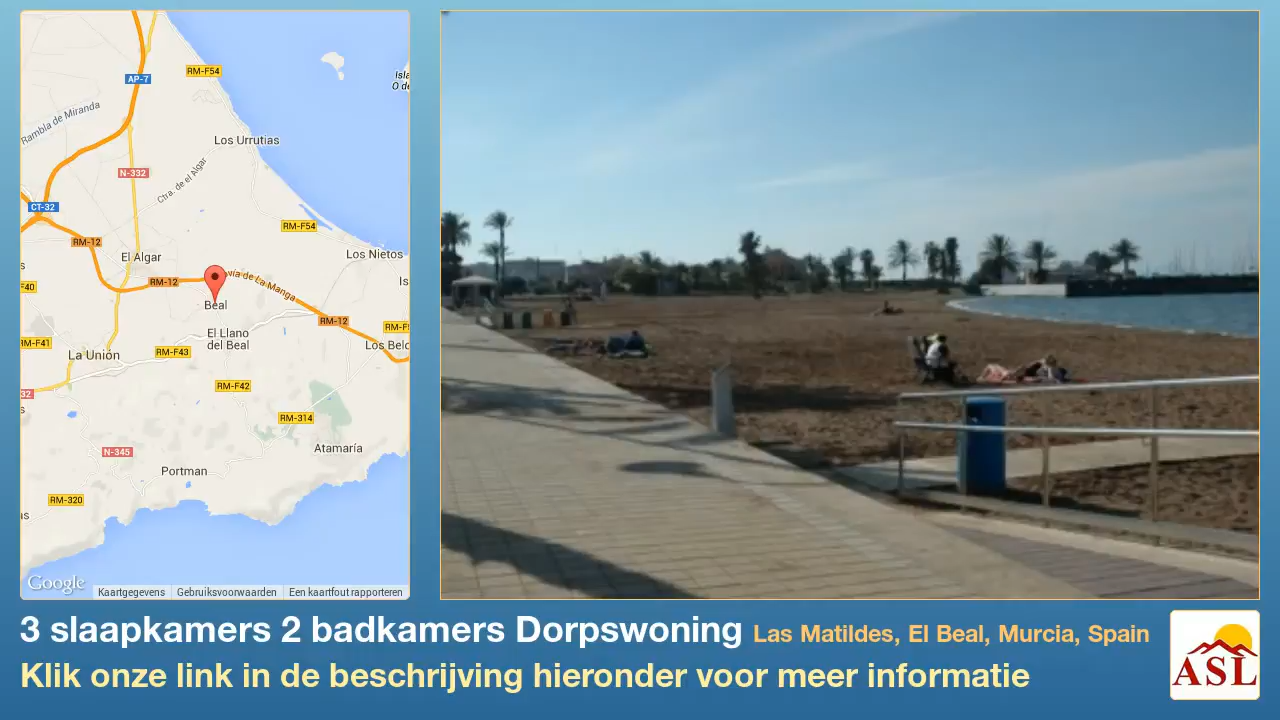 RM-F54
AP-7
Rambla de Miranda
Los Urrutias
N-332
Ctra. de el Algar
CT-32
RM-F54
RM-12
El Algar
Los Nietos
RM-12
vía de La Manga
F40
Beal
RM-12
El Llano
del Beal
RM-F41
La Unión
RM-F43
Los Belo
RM-F42
RM-314
Atamaría
N-345
Portman
RM-320
Google
Kaartgegevens Gebruiksvoorwaarden Een kaartfout rapporteren
3 slaapkamers 2 badkamers Dorpswoning Las Matildes, El Beal, Murcia, Spain
Klik onze link in de beschrijving hieronder voor meer informatie
ASL